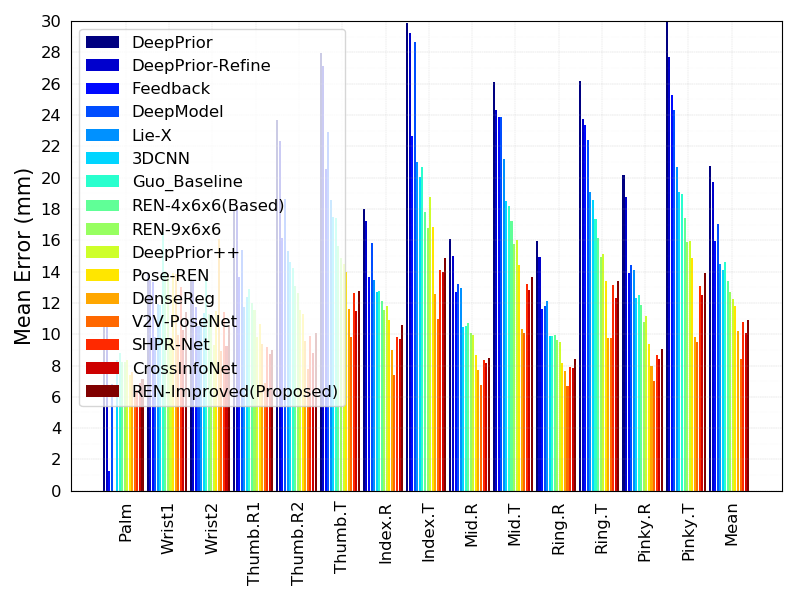 30
28
26
24
22
20
18
16
14
12
10
8
6
4
2
0
Mean Error (mm)
DeepPrior
DeepPrior-Refine
Feedback
DeepModel
Lie-X
3DCNN
Guo_Baseline
REN-4x6x6(Based)
REN-9x6x6
DeepPrior++
Pose-REN
DenseReg
V2V-PoseNet
SHPR-Net
CrossInfoNet
REN-Improved(Proposed)
Palm
Wrist1
Wrist2
Thumb.R1
Thumb.R2
Thumb.T
Index.R
Index.T
Mid.R
Mid.T
Ring.R
Ring.T
Pinky.R
Pinky.T
Mean